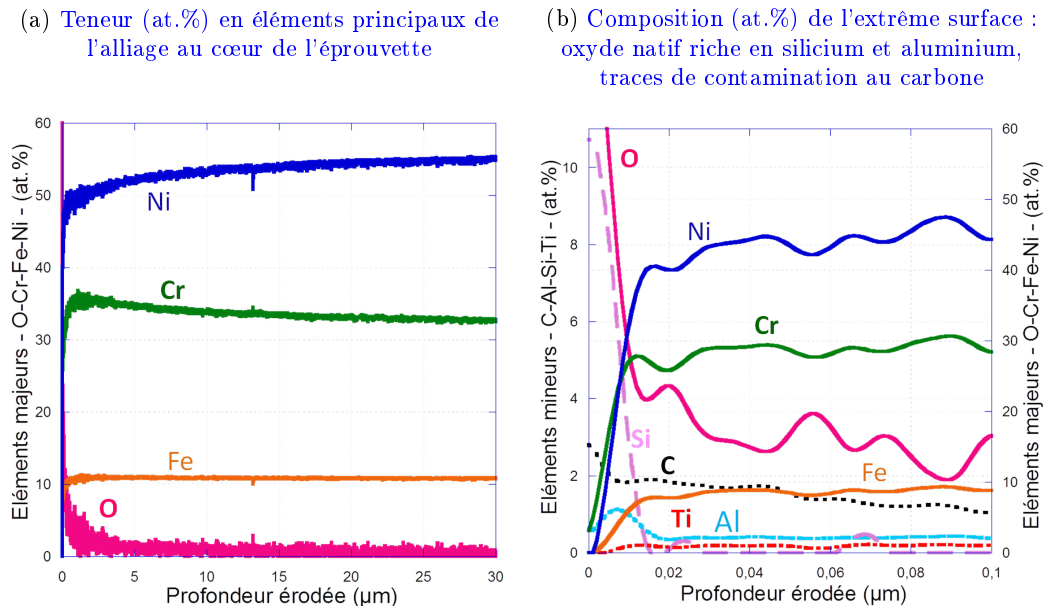 (a) Teneur (at.%) en éléments principaux de
l'alliage au cœur de l'éprouvette
Eléments majeurs - O-Cr-Fe-Ni - (at.%)
60
50
40
30
20
10
0
Ni
Cr
Fe
O
0
5
10
15
20
25
30
Profondeur érodée (µm)
(b) Composition (at.%) de l'extrême surface :
oxyde natif riche en silicium et aluminium,
traces de contamination au carbone
Eléments mineurs - C-Al-Si-Ti - (at.%)
10
8
6
4
2
0
O
Ni
Cr
Si
C
Fe
Ti
Al
60
50
40
30
20
10
0
Eléments majeurs - O-Cr-Fe-Ni - (at.%)
0
0,02
0,04
0,06
0,08
0,1
Profondeur érodée (µm)